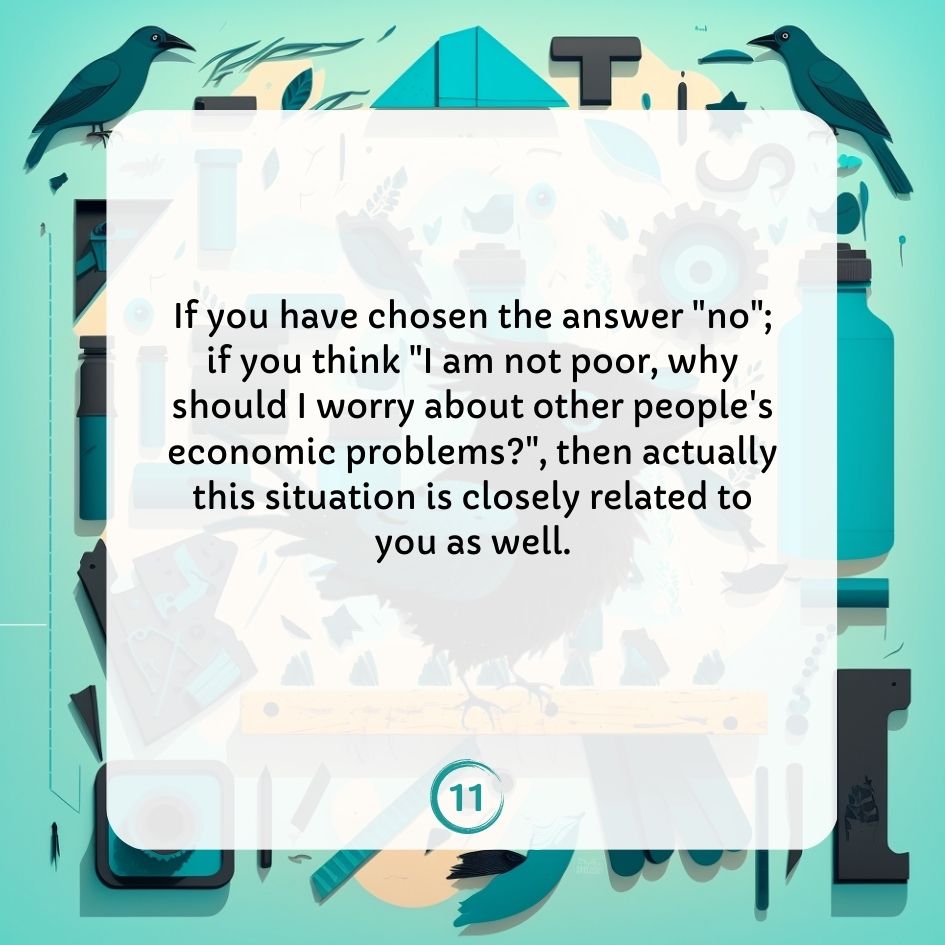 If you have chosen the answer "no";
if you think "I am not poor, why
should I worry about other people's
economic problems?", then actually
this situation is closely related to
you as well.
11